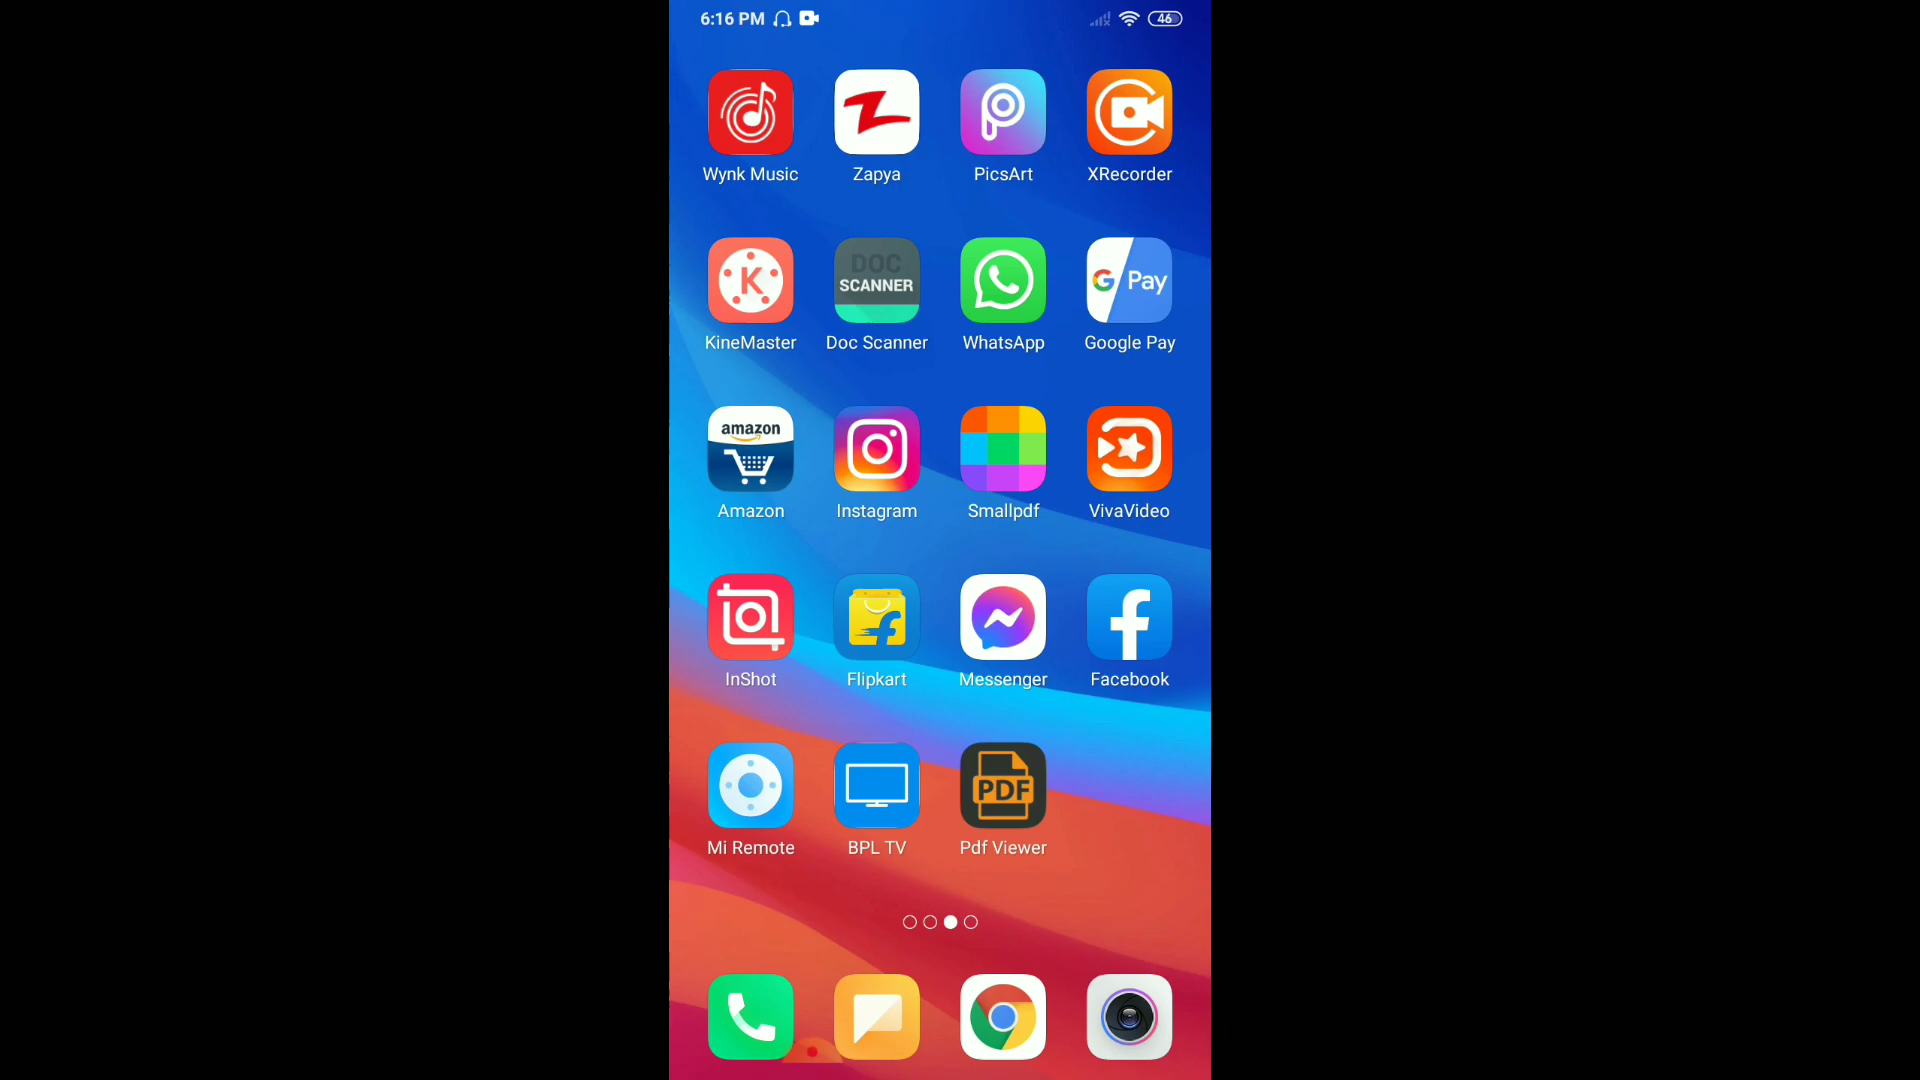 6:16 PM 46
Wynk Music Zapya PicsArt XRecorder
K DOC SCANNER G Pay
KineMaster Doc Scanner WhatsApp Google Pay
amazon
Amazon Instagram Smallpdf VivaVideo
InShot Flipkart Messenger Facebook
PDF
Mi Remote BPL TV Pdf Viewer